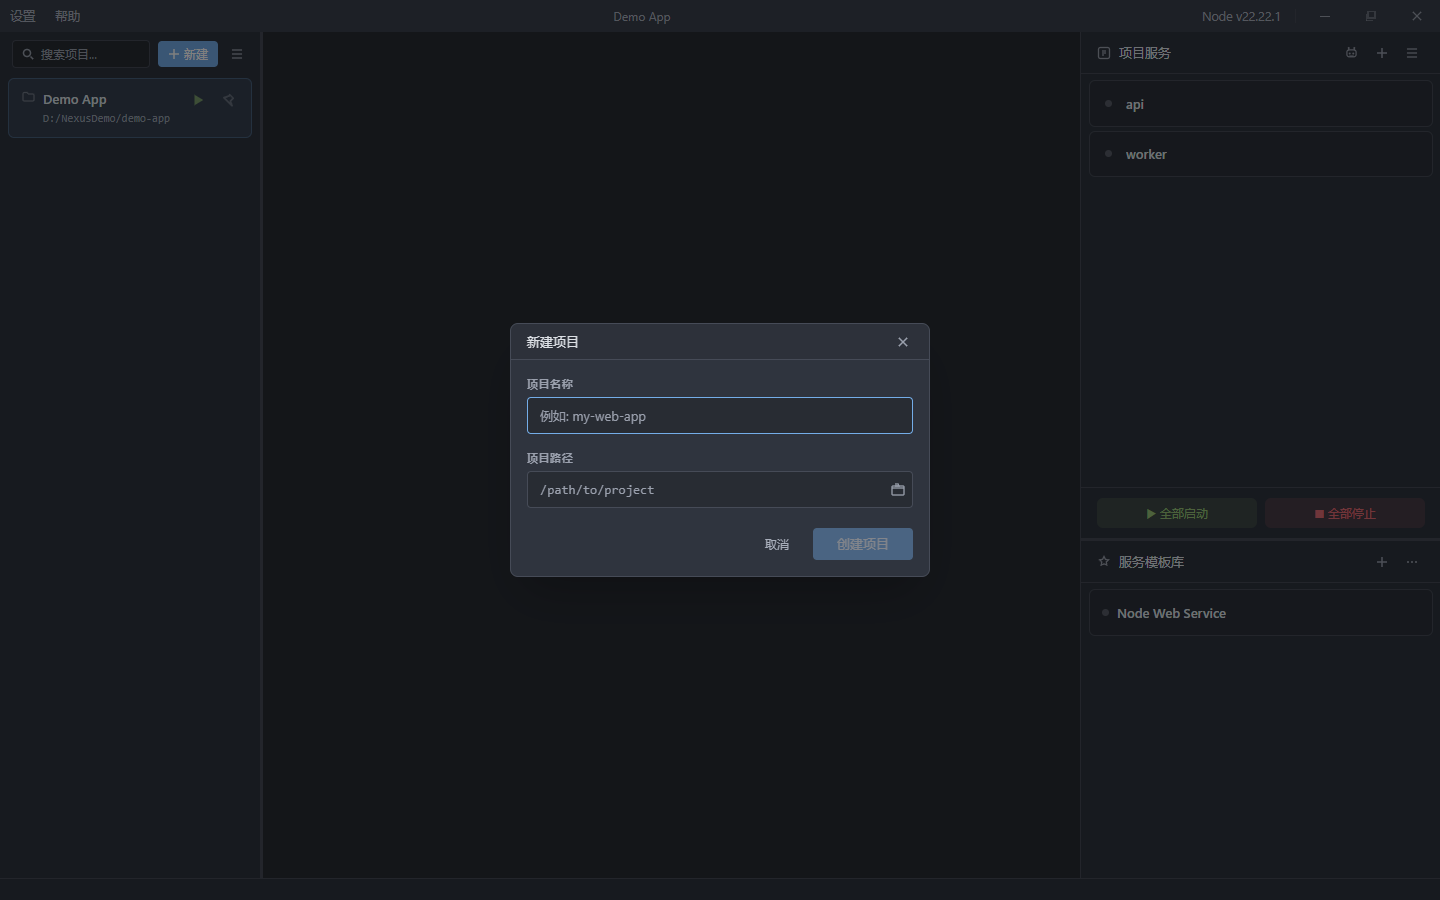 设置 帮助 Demo App Node v22.22.1
搜索项目...
新建
Demo App
D:/NexusDemo/demo-app
项目服务
api
worker
全部启动 全部停止
服务模板库
Node Web Service
新建项目
项目名称
例如: my-web-app
项目路径
/path/to/project
取消 创建项目